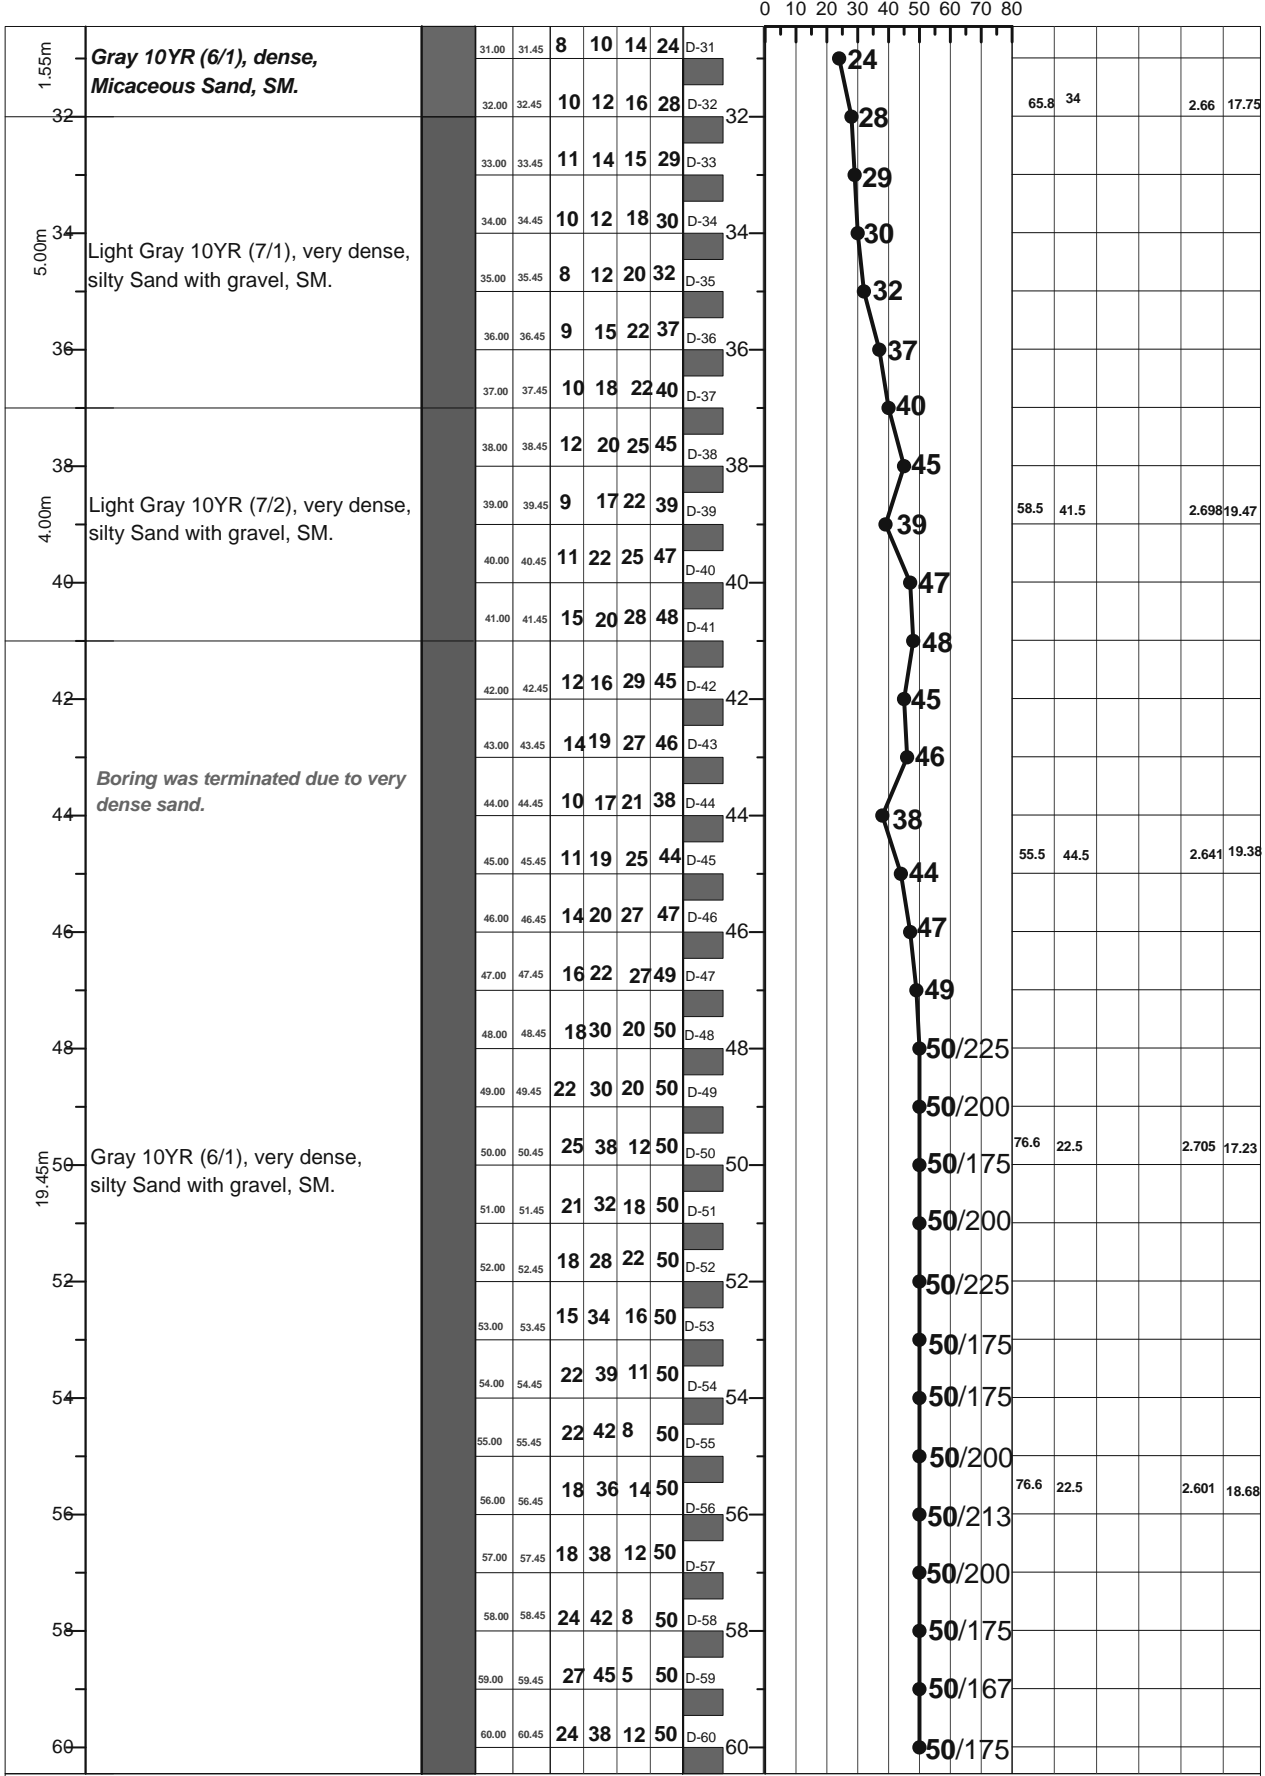 0 10 20 30 40 50 60 70 80
1.55m
Gray 10YR (6/1), dense,
Micaceous Sand, SM.
31.00 31.45 8 10 14 24 D-31
24
32.00 32.45 10 12 16 28 D-32
65.8 34 2.66 17.75
32 32 28
33.00 33.45 11 14 15 29 D-33
29
34.00 34.45 10 12 18 30 D-34
34 34 30
5.00m
Light Gray 10YR (7/1), very dense,
silty Sand with gravel, SM.
35.00 35.45 8 12 20 32 D-35
32
36.00 36.45 9 15 22 37 D-36
36 36 37
37.00 37.45 10 18 22 40 D-37
40
38.00 38.45 12 20 25 45 D-38
38 38 45
4.00m
Light Gray 10YR (7/2), very dense,
silty Sand with gravel, SM.
39.00 39.45 9 17 22 39 D-39
58.5 41.5 2.698 19.47
39
40.00 40.45 11 22 25 47 D-40
40 40 47
41.00 41.45 15 20 28 48 D-41
48
42.00 42.45 12 16 29 45 D-42
42 42 45
43.00 43.45 14 19 27 46 D-43
46
Boring was terminated due to very
dense sand.
44.00 44.45 10 17 21 38 D-44
44 44 38
45.00 45.45 11 19 25 44 D-45
55.5 44.5 2.641 19.38
44
46.00 46.45 14 20 27 47 D-46
46 46 47
47.00 47.45 16 22 27 49 D-47
49
48.00 48.45 18 30 20 50 D-48
48 48 50/225
49.00 49.45 22 30 20 50 D-49
50/200
50.00 50.45 25 38 12 50 D-50
76.6 22.5 2.705 17.23
50 50 50/175
19.45m
Gray 10YR (6/1), very dense,
silty Sand with gravel, SM.
51.00 51.45 21 32 18 50 D-51
50/200
52.00 52.45 18 28 22 50 D-52
52 52 50/225
53.00 53.45 15 34 16 50 D-53
50/175
54.00 54.45 22 39 11 50 D-54
54 54 50/175
55.00 55.45 22 42 8 50 D-55
50/200
56.00 56.45 18 36 14 50 D-56
76.6 22.5 2.601 18.68
56 56 50/213
57.00 57.45 18 38 12 50 D-57
50/200
58.00 58.45 24 42 8 50 D-58
58 58 50/175
59.00 59.45 27 45 5 50 D-59
50/167
60.00 60.45 24 38 12 50 D-60
60 60 50/175